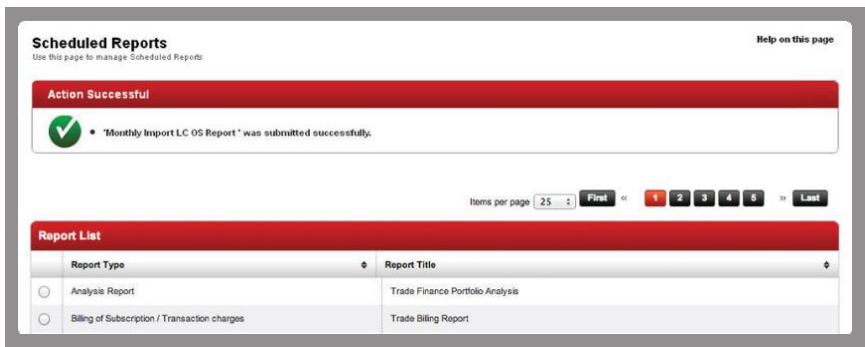 Scheduled Reports
Help on this page
Use this page to manage Scheduled Reports
Action Successful
• 'Monthly Import LC OS Report ' was submitted successfully.
Items per page 25 First « 1 2 3 4 5 » Last
Report List
Report Type Report Title
Analysis Report Trade Finance Portfolio Analysis
Billing of Subscription / Transaction charges Trade Billing Report